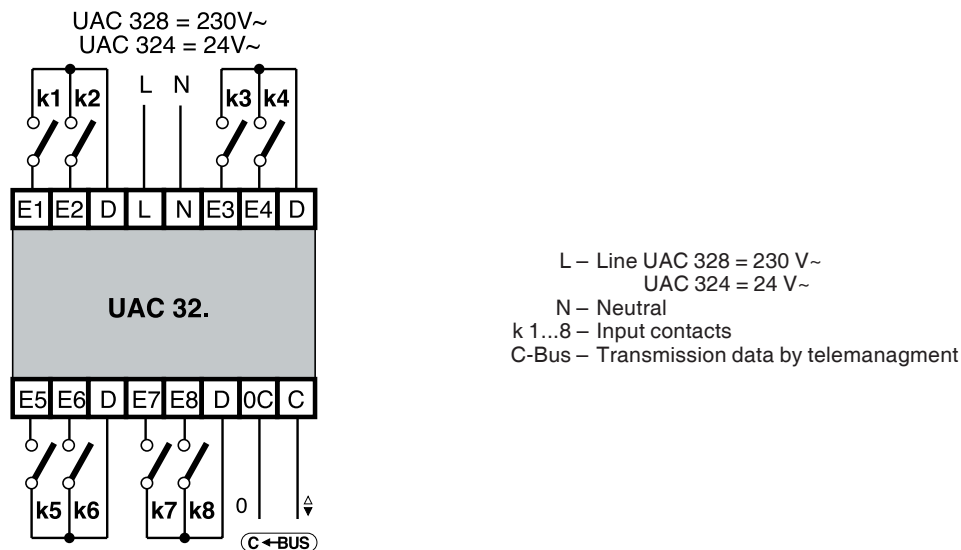 UAC 328 = 230V~
UAC 324 = 24V~
k1 k2 L N k3 k4
E1 E2 D L N E3 E4 D
UAC 32.
E5 E6 D E7 E8 D 0C C
k5 k6 k7 k8 0
C BUS
L – Line UAC 328 = 230 V~
UAC 324 = 24 V~
N – Neutral
k 1...8 – Input contacts
C-Bus – Transmission data by telemanagment